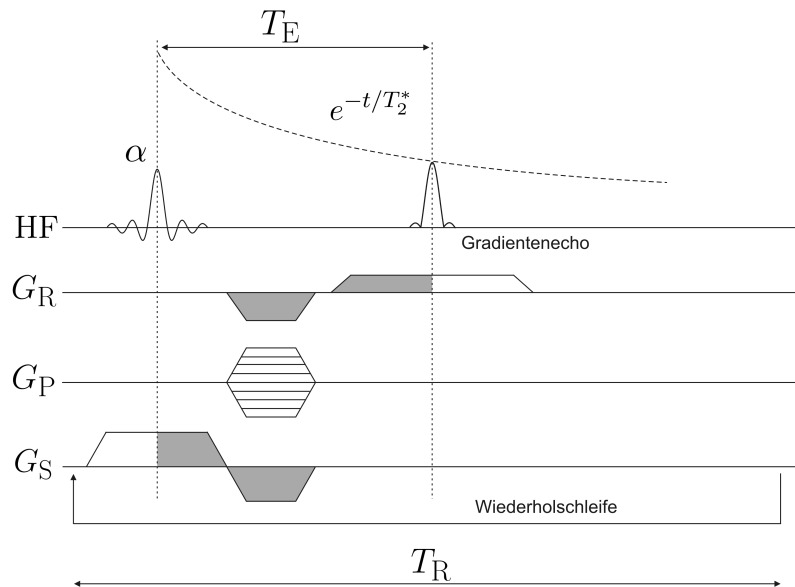 T_E
e^{-t/T_2^*}
α
HF
Gradientenecho
G_R
G_P
G_S
Wiederholschleife
T_R